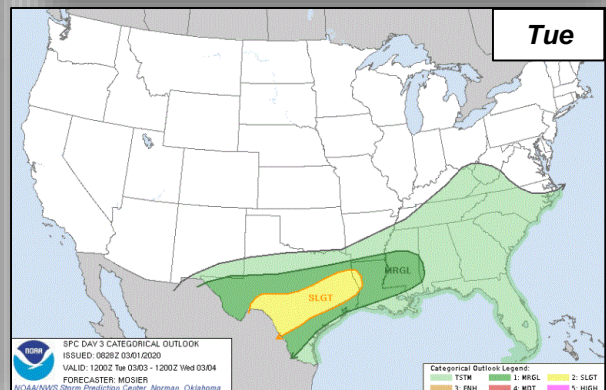 Tue
MRGL
SLGT
NOAA
SPC DAY 3 CATEGORICAL OUTLOOK
ISSUED: 0828Z 03/01/2020
VALID: 1200Z Tue 03/03 - 1200Z Wed 03/04
FORECASTER: MOSIER
NOAA/NWS Storm Prediction Center, Norman, Oklahoma
Categorical Outlook Legend:
TSTM 1: MRGL 2: SLGT
3: ENH 4: MDT 5: HIGH